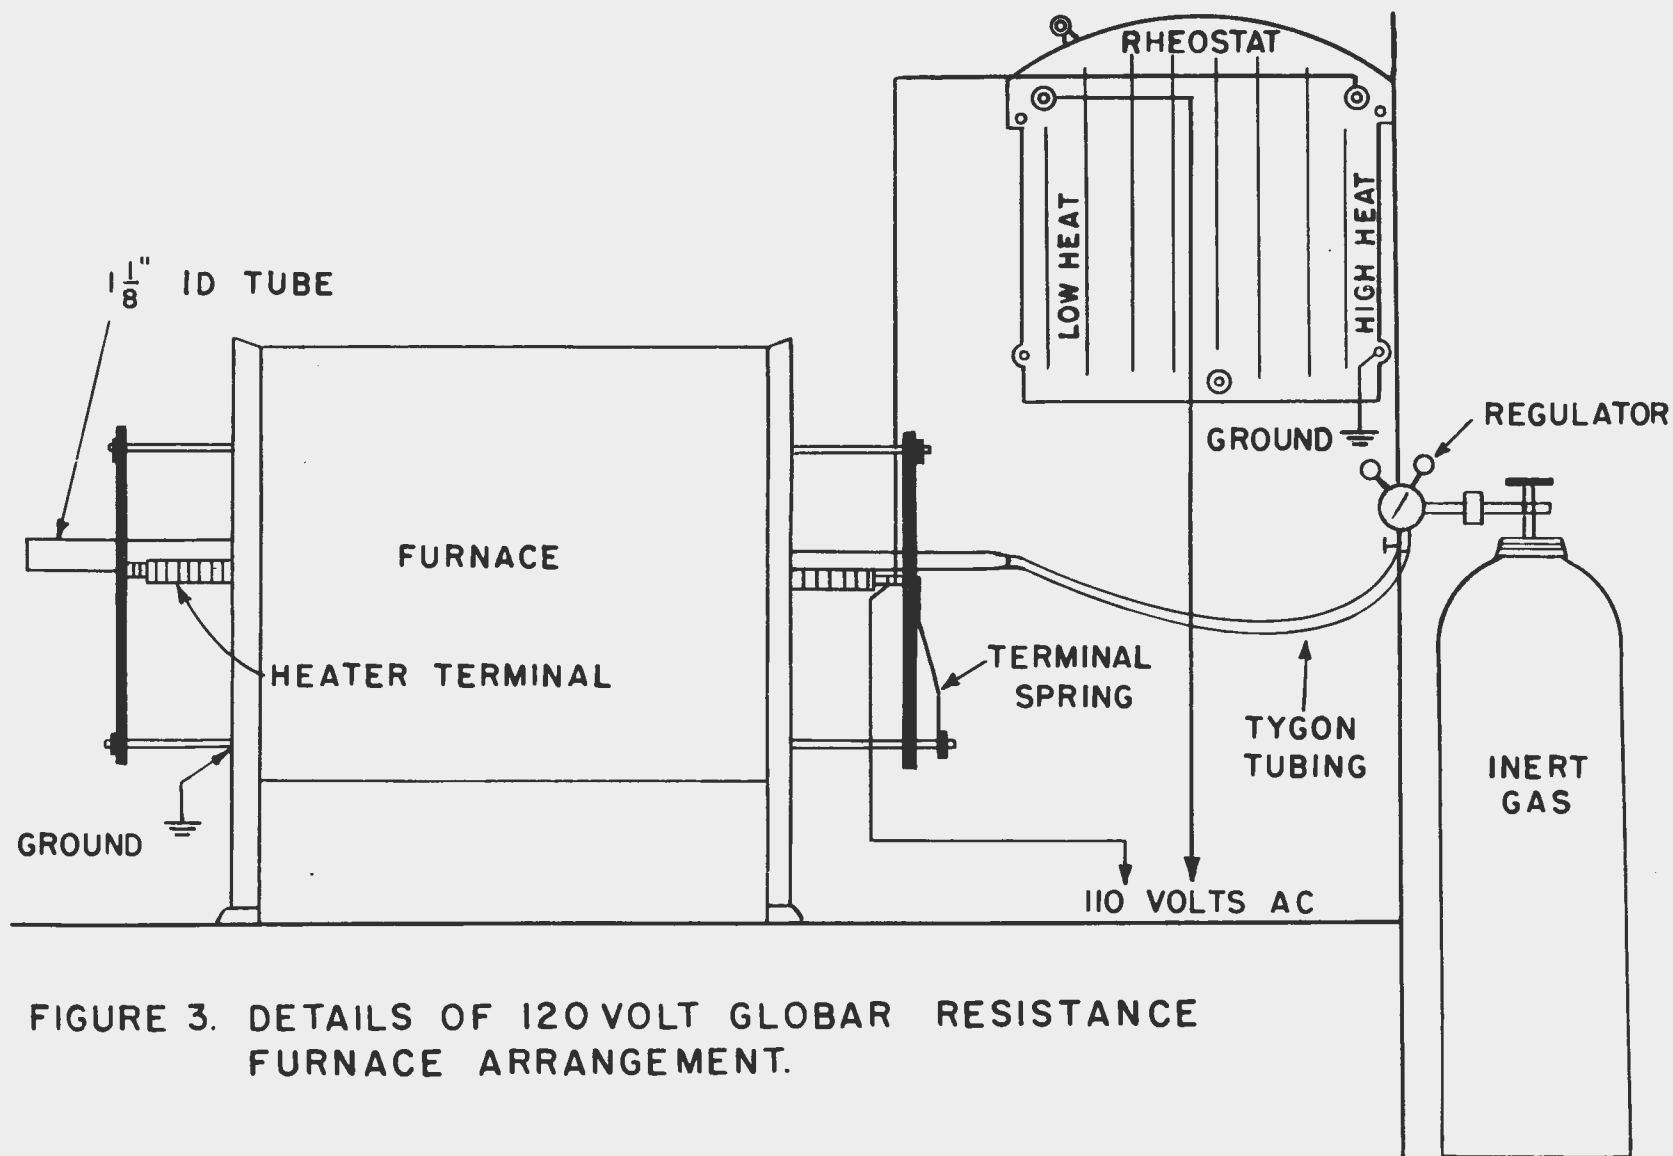 RHEOSTAT
LOW HEAT
HIGH HEAT
1 1/8" ID TUBE
REGULATOR
GROUND
FURNACE
HEATER TERMINAL
TERMINAL
SPRING
TYGON
TUBING
INERT
GAS
GROUND
110 VOLTS AC
FIGURE 3. DETAILS OF 120 VOLT GLOBAR RESISTANCE
FURNACE ARRANGEMENT.